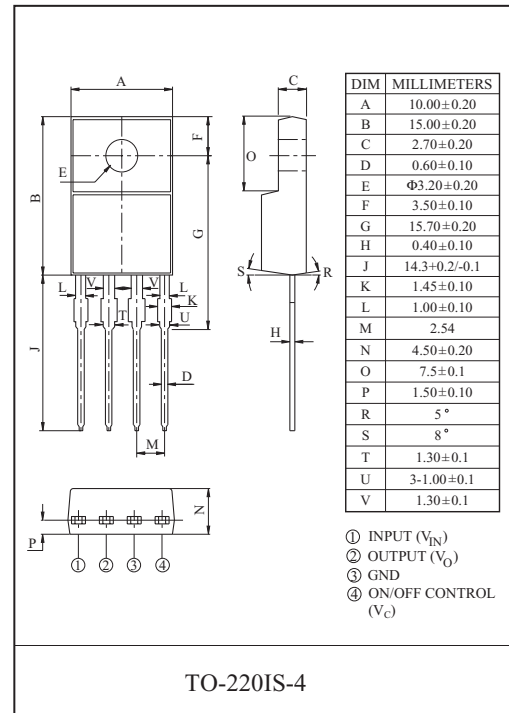 A
C
F
O
E
B
G
L
V
V
L
S
R
K
T
U
H
J
D
M
N
P
① ② ③ ④
DIM MILLIMETERS
A 10.00±0.20
B 15.00±0.20
C 2.70±0.20
D 0.60±0.10
E Φ3.20±0.20
F 3.50±0.10
G 15.70±0.20
H 0.40±0.10
J 14.3+0.2/-0.1
K 1.45±0.10
L 1.00±0.10
M 2.54
N 4.50±0.20
O 7.5±0.1
P 1.50±0.10
R 5°
S 8°
T 1.30±0.1
U 3-1.00±0.1
V 1.30±0.1
① INPUT (VIN)
② OUTPUT (VO)
③ GND
④ ON/OFF CONTROL
(VC)
TO-220IS-4